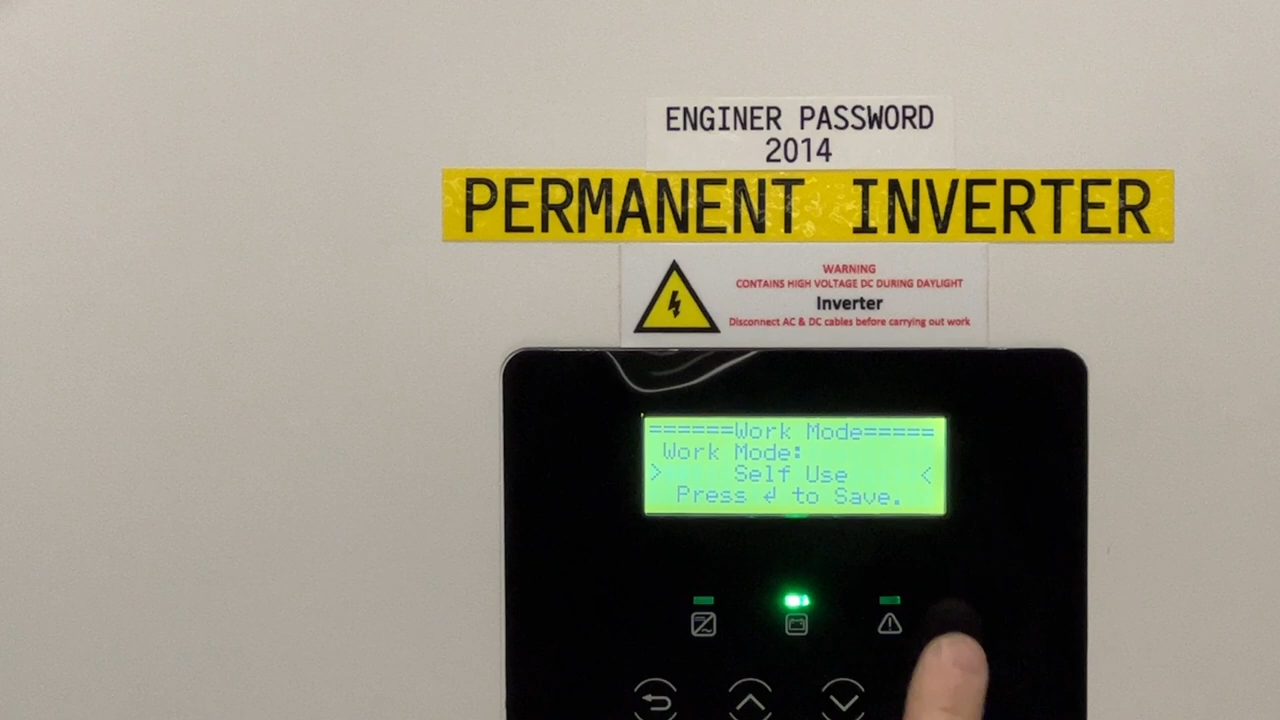 ENGINER PASSWORD
2014
PERMANENT INVERTER
WARNING
CONTAINS HIGH VOLTAGE DC DURING DAYLIGHT
Inverter
Disconnect AC & DC cables before carrying out work
======Work Mode=====
Work Mode:
> Self Use <
Press ↲ to Save.